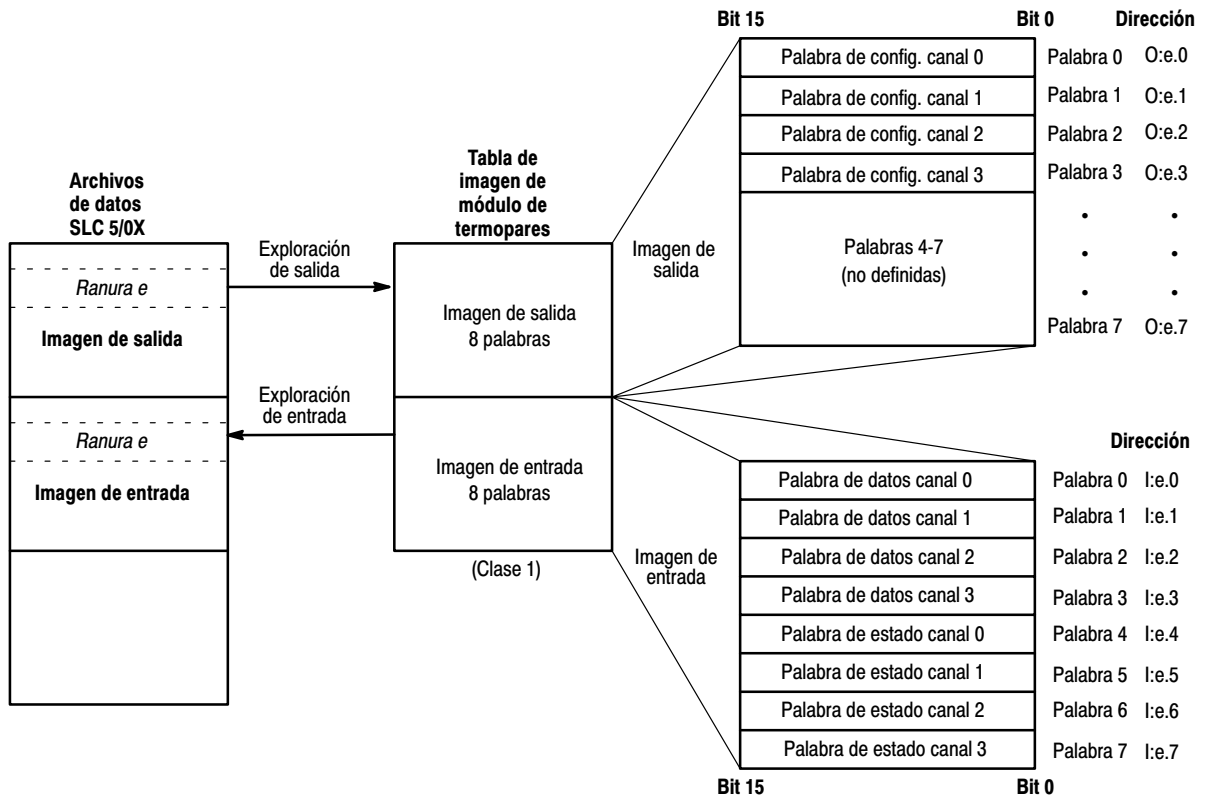 Archivos
de datos
SLC 5/0X
Ranura e
Imagen de salida
Ranura e
Imagen de entrada
Exploración
de salida
Exploración
de entrada
Tabla de
imagen de
módulo de
termopares
Imagen de salida
8 palabras
Imagen de entrada
8 palabras
(Clase 1)
Imagen de
salida
Bit 15 Bit 0 Dirección
Palabra de config. canal 0 Palabra 0 O:e.0
Palabra de config. canal 1 Palabra 1 O:e.1
Palabra de config. canal 2 Palabra 2 O:e.2
Palabra de config. canal 3 Palabra 3 O:e.3
Palabras 4-7
(no definidas)
Palabra 7 O:e.7
Imagen de
entrada
Dirección
Palabra de datos canal 0 Palabra 0 I:e.0
Palabra de datos canal 1 Palabra 1 I:e.1
Palabra de datos canal 2 Palabra 2 I:e.2
Palabra de datos canal 3 Palabra 3 I:e.3
Palabra de estado canal 0 Palabra 4 I:e.4
Palabra de estado canal 1 Palabra 5 I:e.5
Palabra de estado canal 2 Palabra 6 I:e.6
Palabra de estado canal 3 Palabra 7 I:e.7
Bit 15 Bit 0